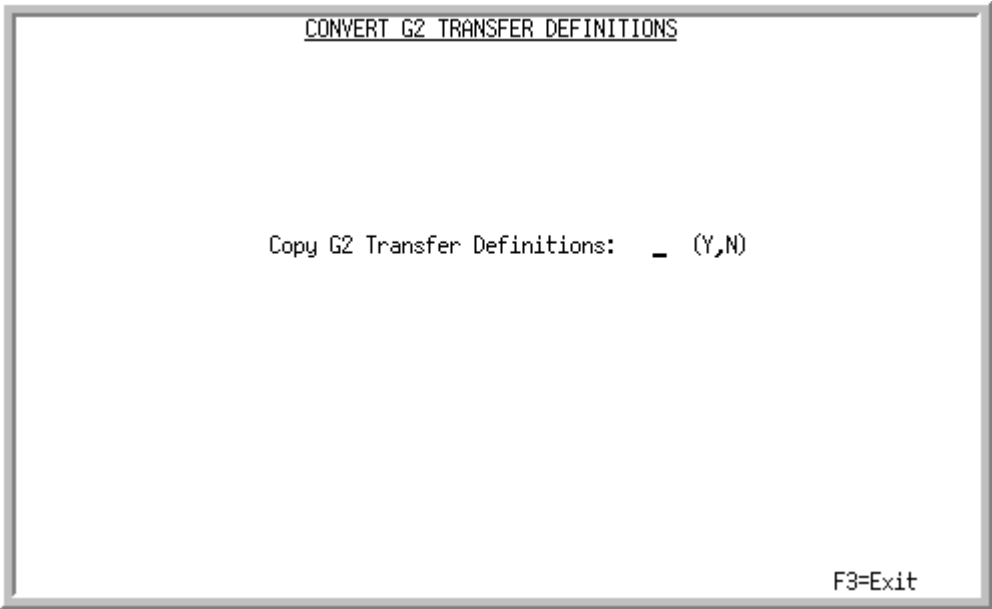 CONVERT G2 TRANSFER DEFINITIONS
Copy G2 Transfer Definitions: _ (Y,N)
F3=Exit